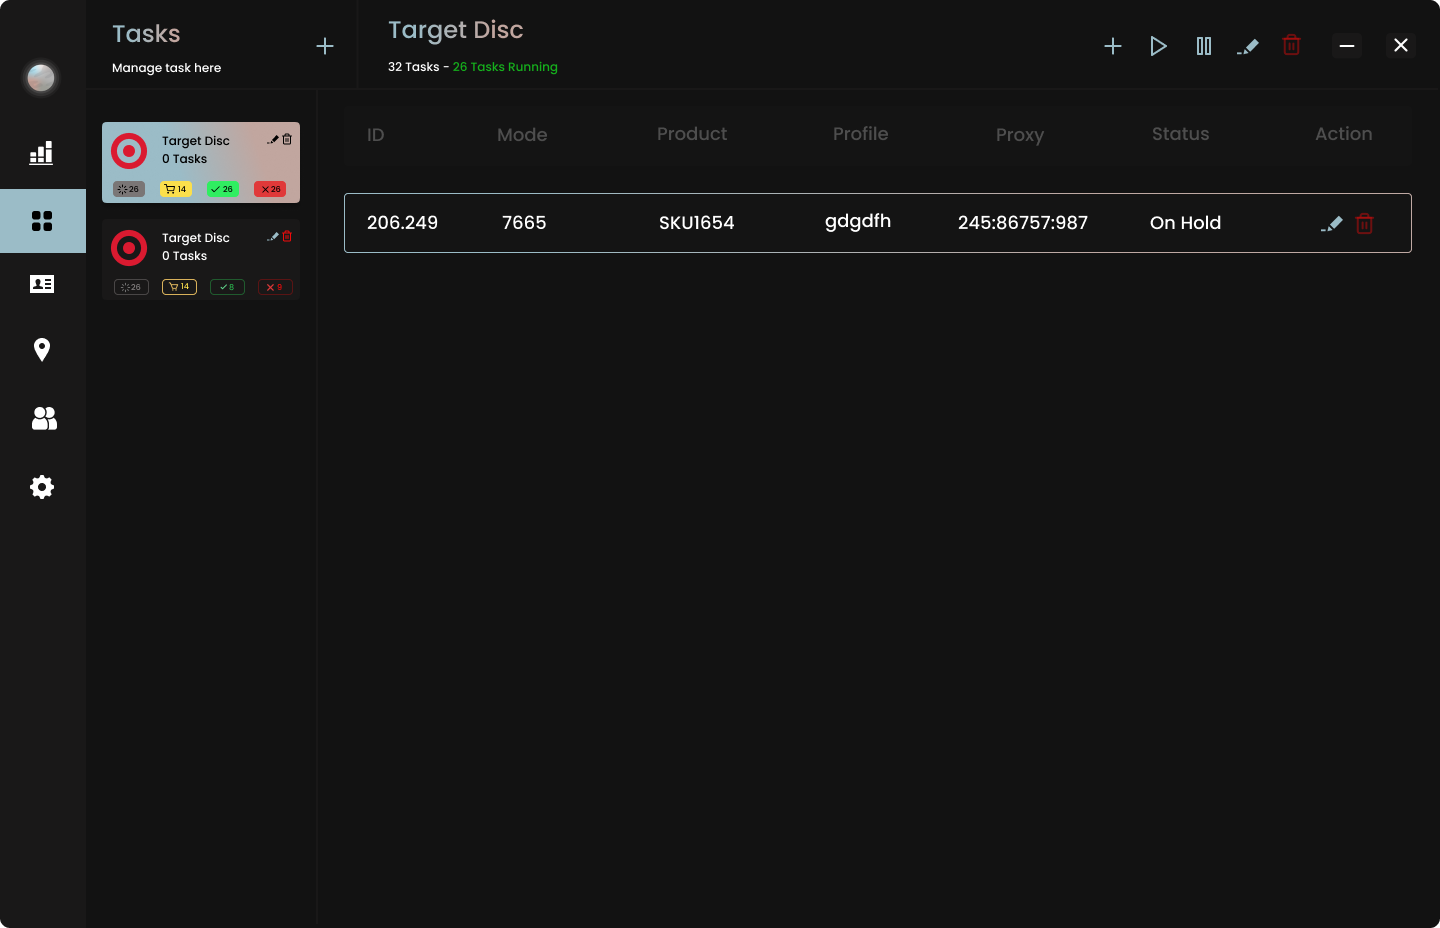 Tasks
Manage task here
Target Disc
32 Tasks - 26 Tasks Running
Target Disc
0 Tasks
26 14 26 26
Target Disc
0 Tasks
26 14 8 9
ID Mode Product Profile Proxy Status Action
206.249 7665 SKU1654 gdgdfh 245:86757:987 On Hold